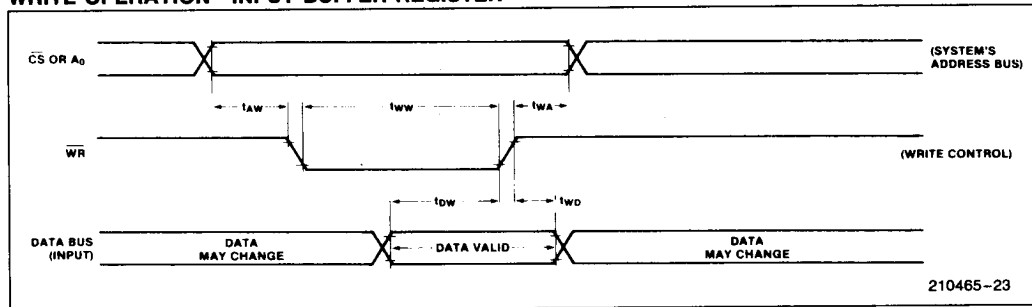 WRITE OPERATION—INPUT BUFFER REGISTER
CS OR A0
(SYSTEM'S
ADDRESS BUS)
tAW
tWW
tWA
WR
(WRITE CONTROL)
tDW
tWD
DATA BUS
(INPUT)
DATA
MAY CHANGE
DATA VALID
DATA
MAY CHANGE
210465–23